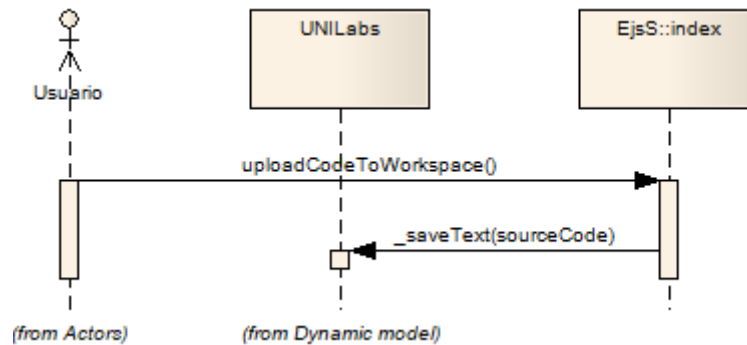 UNILabs
EjsS::index
Usuario
uploadCodeToWorkspace()
_saveText(sourceCode)
(from Actors)
(from Dynamic model)